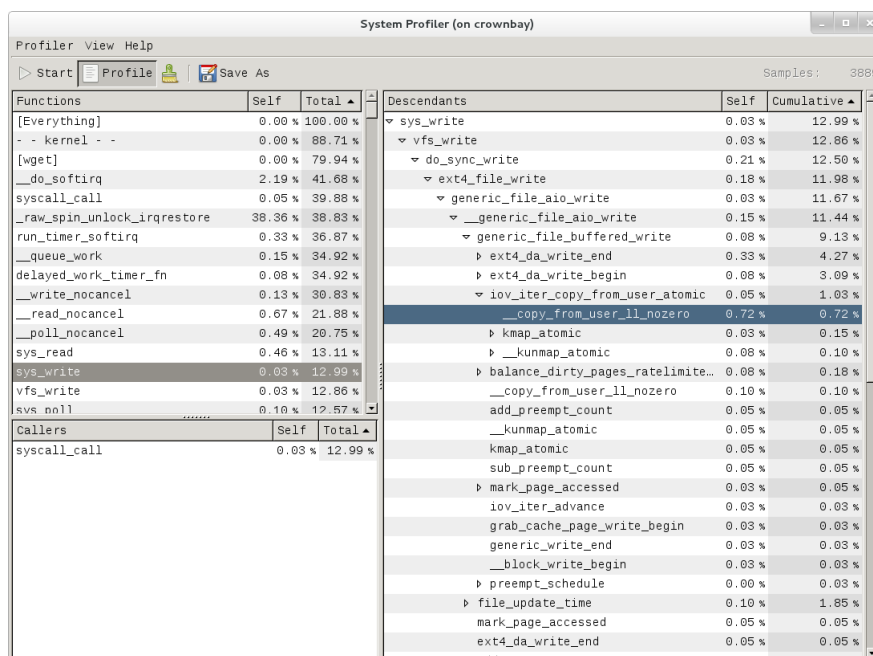 System Profiler (on crownbay)
Profiler View Help
Start Profile Save As Samples: 388
Functions Self Total
[Everything] 0.00 % 100.00 %
- - kernel - - 0.00 % 88.71 %
[wget] 0.00 % 79.94 %
__do_softirq 2.19 % 41.68 %
syscall_call 0.05 % 39.88 %
_raw_spin_unlock_irqrestore 38.36 % 38.83 %
run_timer_softirq 0.33 % 36.87 %
__queue_work 0.15 % 34.92 %
delayed_work_timer_fn 0.08 % 34.92 %
__write_nocancel 0.13 % 30.83 %
__read_nocancel 0.67 % 21.88 %
__poll_nocancel 0.49 % 20.75 %
sys_read 0.46 % 13.11 %
sys_write 0.03 % 12.99 %
vfs_write 0.03 % 12.86 %
sys_poll 0.10 % 12.57 %
Callers Self Total
syscall_call 0.03 % 12.99 %
Descendants Self Cumulative
sys_write 0.03 % 12.99 %
vfs_write 0.03 % 12.86 %
do_sync_write 0.21 % 12.50 %
ext4_file_write 0.18 % 11.98 %
generic_file_aio_write 0.03 % 11.67 %
__generic_file_aio_write 0.15 % 11.44 %
generic_file_buffered_write 0.08 % 9.13 %
ext4_da_write_end 0.33 % 4.27 %
ext4_da_write_begin 0.08 % 3.09 %
iov_iter_copy_from_user_atomic 0.05 % 1.03 %
__copy_from_user_ll_nozero 0.72 % 0.72 %
kmap_atomic 0.03 % 0.15 %
__kunmap_atomic 0.08 % 0.10 %
balance_dirty_pages_ratelimite... 0.08 % 0.18 %
__copy_from_user_ll_nozero 0.10 % 0.10 %
add_preempt_count 0.05 % 0.05 %
__kunmap_atomic 0.05 % 0.05 %
kmap_atomic 0.05 % 0.05 %
sub_preempt_count 0.05 % 0.05 %
mark_page_accessed 0.03 % 0.05 %
iov_iter_advance 0.03 % 0.03 %
grab_cache_page_write_begin 0.03 % 0.03 %
generic_write_end 0.03 % 0.03 %
__block_write_begin 0.03 % 0.03 %
preempt_schedule 0.00 % 0.03 %
file_update_time 0.10 % 1.85 %
mark_page_accessed 0.05 % 0.05 %
ext4_da_write_end 0.05 % 0.05 %